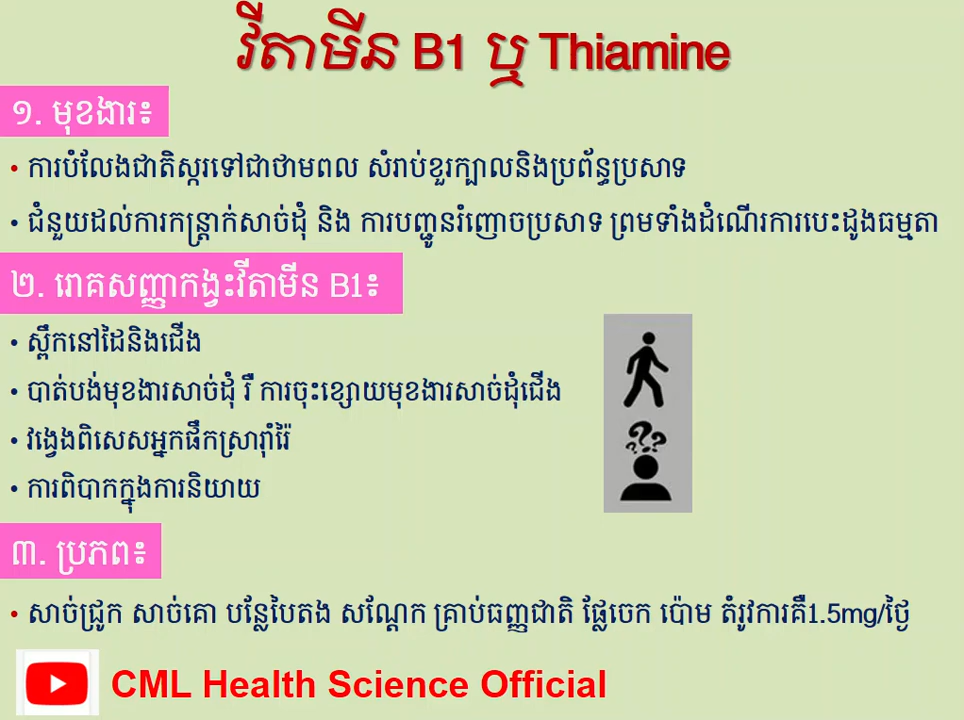 វីតាមីន B1 ឬ Thiamine
១. មុខងារ៖
• ការបំលែងជាតិស្ករទៅជាថាមពល សំរាប់ខួរក្បាលនិងប្រព័ន្ធប្រសាទ
• ជំនួយដល់ការកន្ត្រាក់សាច់ដុំ និង ការបញ្ជូនរំញោចប្រសាទ ព្រមទាំងដំណើរការបេះដូងធម្មតា
២. រោគសញ្ញាកង្វះវីតាមីន B1៖
• ស្ពឹកនៅដៃនិងជើង
• បាត់បង់មុខងារសាច់ដុំ រឺ ការចុះខ្សោយមុខងារសាច់ដុំជើង
• វង្វេងពិសេសអ្នកផឹកស្រារ៉ាំរ៉ៃ
• ការពិបាកក្នុងការនិយាយ
៣. ប្រភព៖
• សាច់ជ្រូក សាច់គោ បន្លែបៃតង សណ្តែក គ្រាប់ធញ្ញជាតិ ផ្លែចេក ប៉ោម តំរូវការគឺ1.5mg/ថ្ងៃ
CML Health Science Official